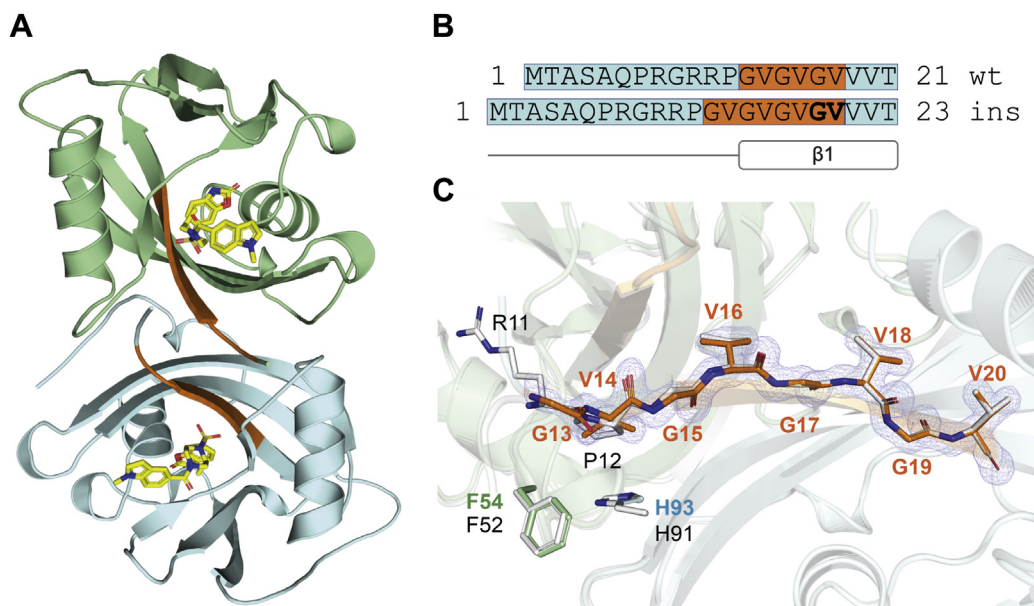 A
B
1 MTASAQPRGRRPGVGVGVVVT 21 wt
1 MTASAQPRGRRPGVGVGVGVVVT 23 ins
β1
C
R11
V16
V18
V14
V20
G13
G15
G17
P12
G19
F54
H93
F52
H91